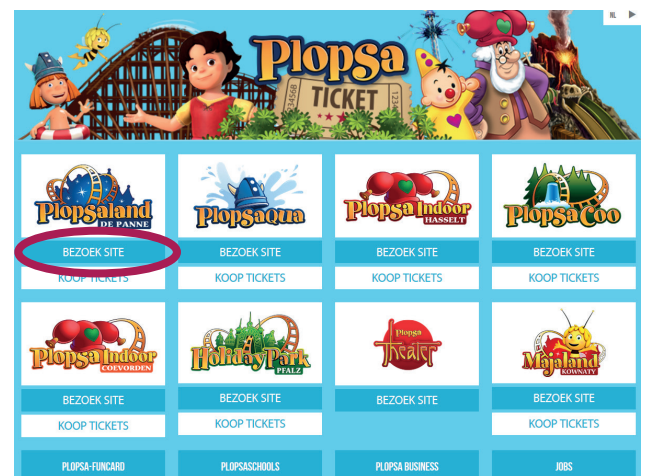 NL
Plopsa
TICKET
123456
123
Plopsaland
DE PANNE
Plopsaqua
Plopsa Indoor
HASSELT
Plopsa Coo
BEZOEK SITE
BEZOEK SITE
BEZOEK SITE
BEZOEK SITE
KOOP TICKETS
KOOP TICKETS
KOOP TICKETS
KOOP TICKETS
Plopsa Indoor
COEVORDEN
Holiday Park
PFALZ
Plopsa
Theater
Majaland
KOWNATY
BEZOEK SITE
BEZOEK SITE
BEZOEK SITE
BEZOEK SITE
KOOP TICKETS
KOOP TICKETS
KOOP TICKETS
PLOPSA-FUNCARD
PLOPSASCHOOLS
PLOPSA BUSINESS
JOBS